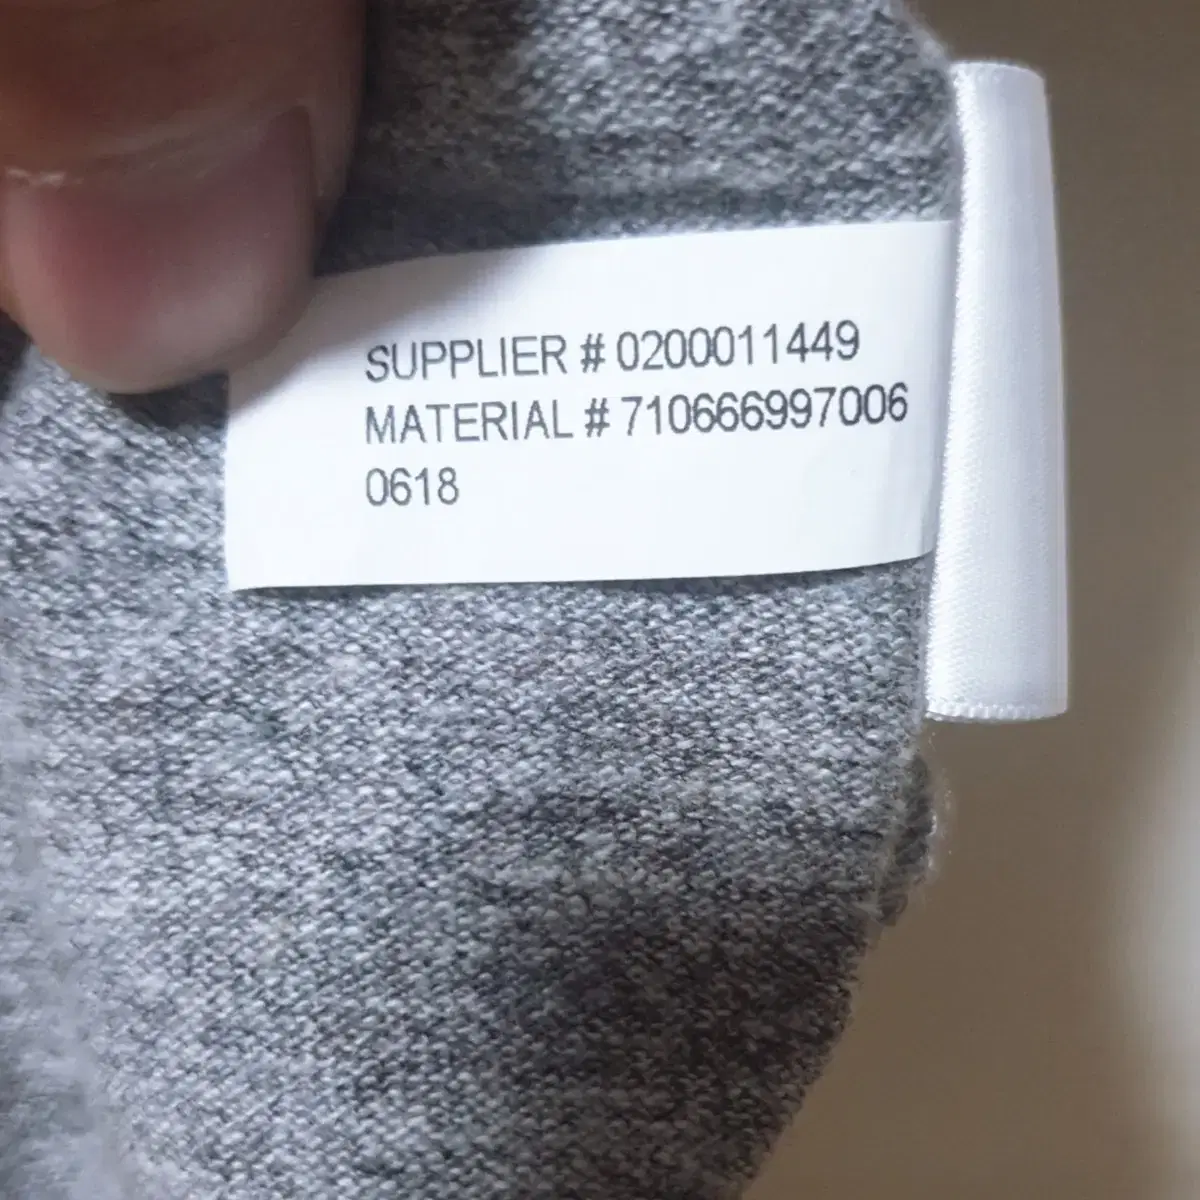 SUPPLIER # 0200011449
MATERIAL # 710666997006
0618